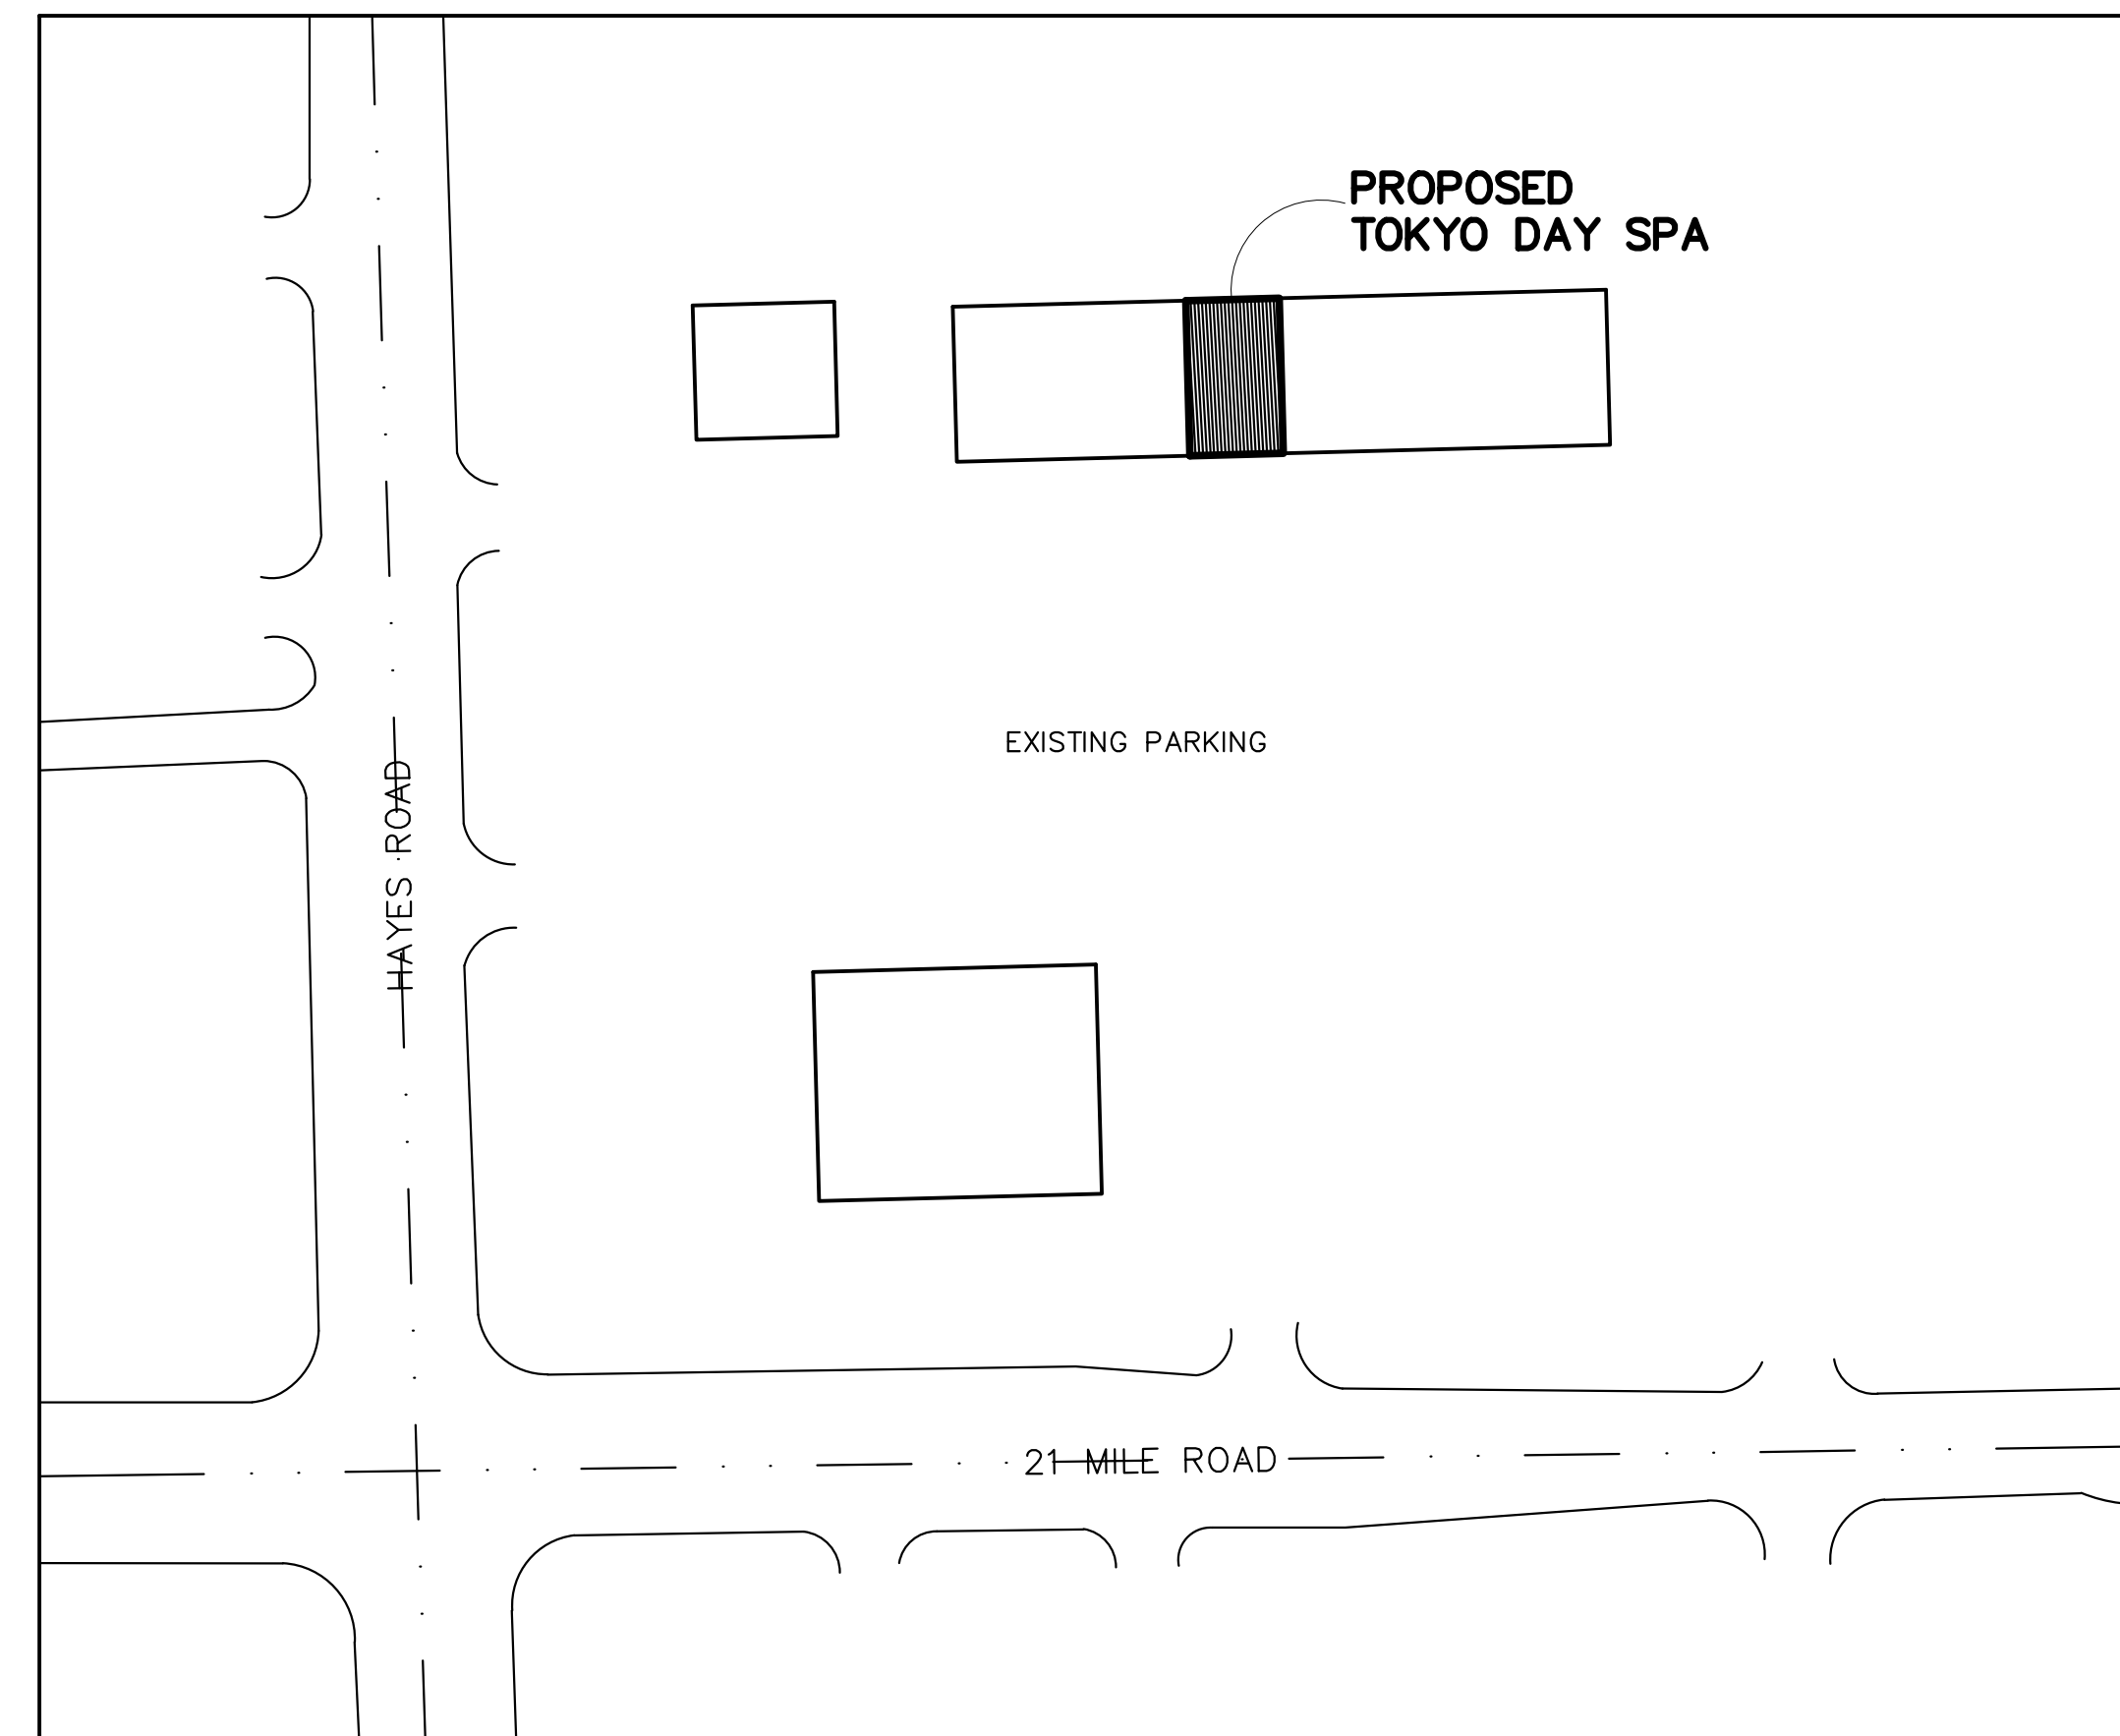 PROPOSED
TOKYO DAY SPA
EXISTING PARKING
HAYES ROAD
21 MILE ROAD